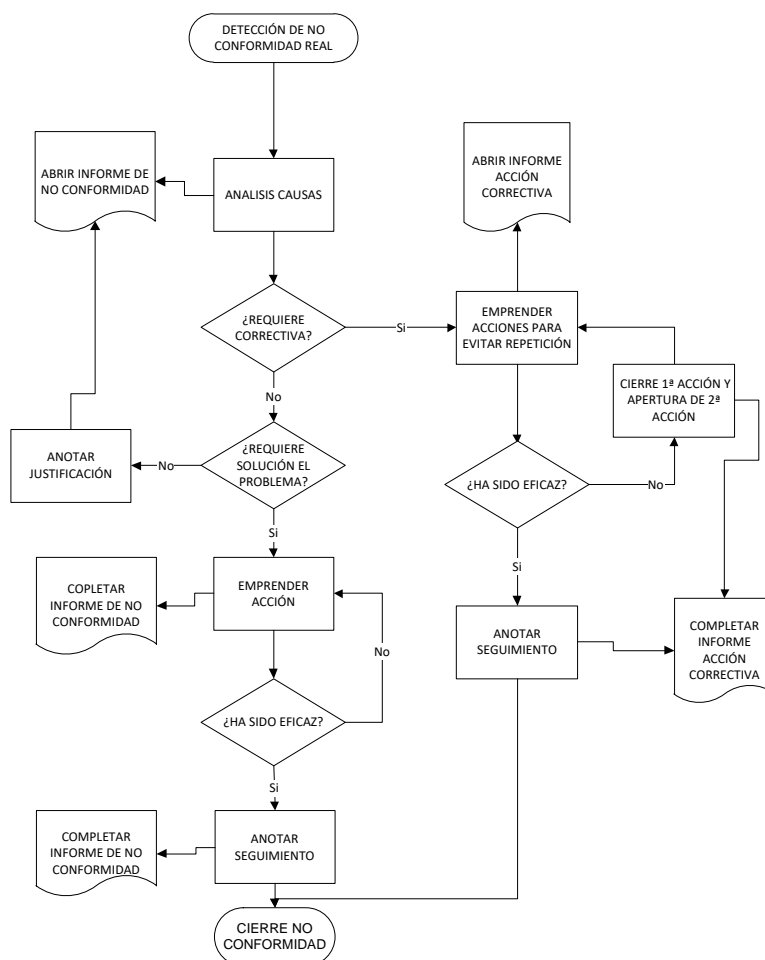 DETECCIÓN DE NO
CONFORMIDAD REAL
ABRIR INFORME DE
NO CONFORMIDAD
ANALISIS CAUSAS
ABRIR INFORME
ACCIÓN
CORRECTIVA
¿REQUIERE
CORRECTIVA?
Si
EMPRENDER
ACCIONES PARA
EVITAR REPETICIÓN
CIERRE 1ª ACCIÓN Y
APERTURA DE 2ª
ACCIÓN
No
ANOTAR
JUSTIFICACIÓN
No
¿REQUIERE
SOLUCIÓN EL
PROBLEMA?
¿HA SIDO EFICAZ?
No
Si
Si
COPLETAR
INFORME DE NO
CONFORMIDAD
EMPRENDER
ACCIÓN
No
ANOTAR
SEGUIMIENTO
COMPLETAR
INFORME
ACCIÓN
CORRECTIVA
¿HA SIDO EFICAZ?
Si
COMPLETAR
INFORME DE NO
CONFORMIDAD
ANOTAR
SEGUIMIENTO
CIERRE NO
CONFORMIDAD